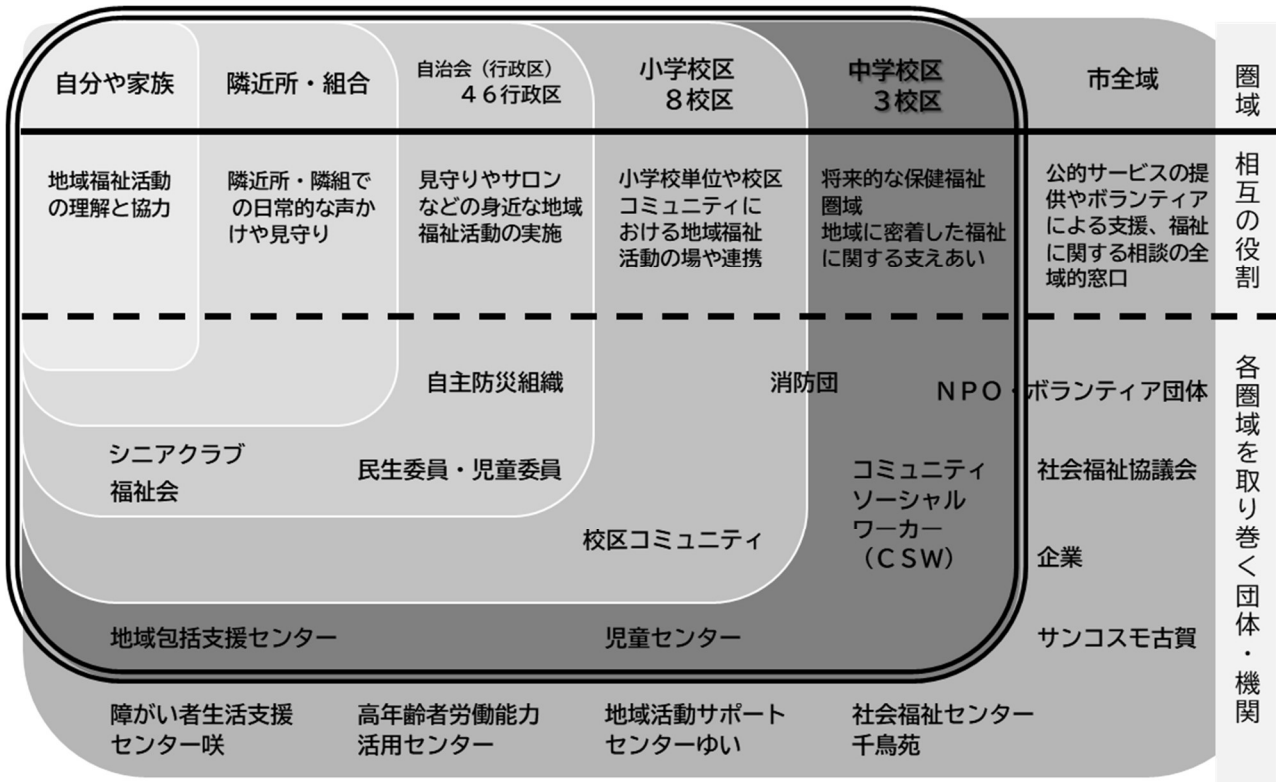 自分や家族
隣近所・組合
自治会（行政区）
４６行政区
小学校区
８校区
中学校区
３校区
市全域
圏域
地域福祉活動
の理解と協力
隣近所・隣組で
の日常的な声か
けや見守り
見守りやサロン
などの身近な地域
福祉活動の実施
小学校単位や校区
コミュニティに
おける地域福祉
活動の場や連携
将来的な保健福祉
圏域
地域に密着した福祉
に関する支えあい
公的サービスの提
供やボランティア
による支援、福祉
に関する相談の全
域的窓口
相互の役割
自主防災組織
消防団
ＮＰＯ・ボランティア団体
シニアクラブ
福祉会
民生委員・児童委員
コミュニティ
ソーシャル
ワーカー
（ＣＳＷ）
社会福祉協議会
校区コミュニティ
企業
地域包括支援センター
児童センター
サンコスモ古賀
障がい者生活支援
センター咲
高年齢者労働能力
活用センター
地域活動サポート
センターゆい
社会福祉センター
千鳥苑
各圏域を取り巻く団体・機関